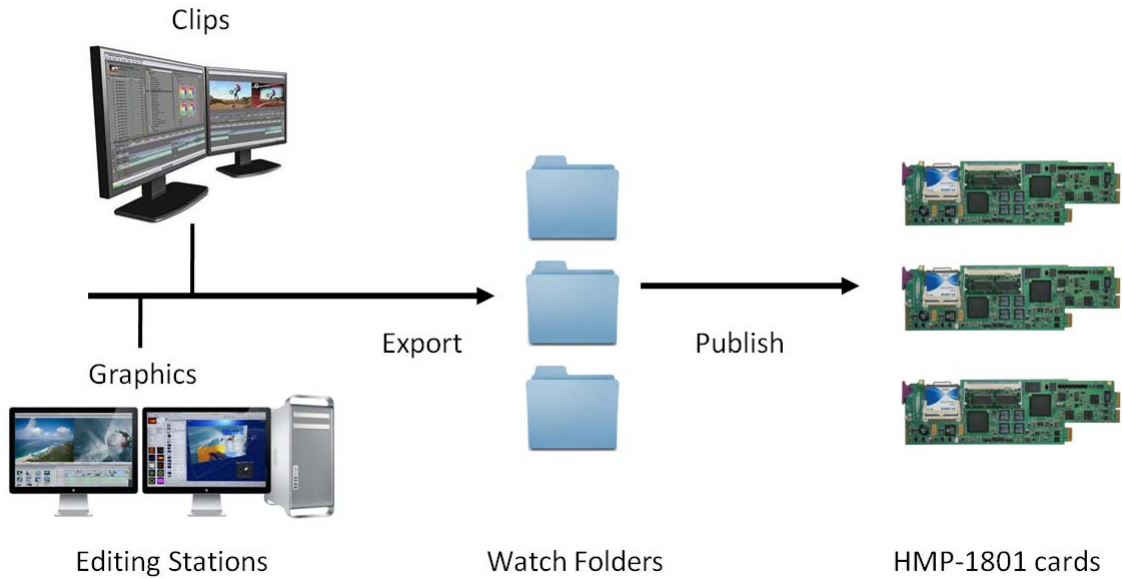 Clips
Export
Publish
Graphics
Editing Stations
Watch Folders
HMP-1801 cards